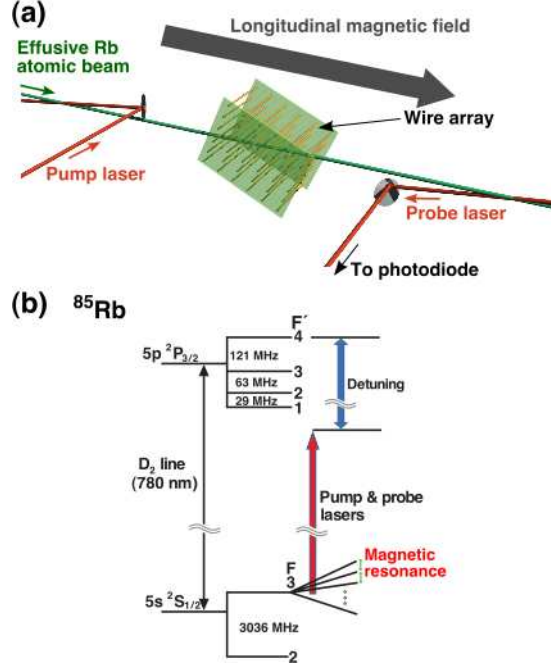 (a)
Longitudinal magnetic field
Effusive Rb
atomic beam
Wire array
Pump laser
Probe laser
To photodiode
(b)
⁸⁵Rb
F´
4
5p ²P₃/₂
121 MHz
3
63 MHz
2
29 MHz
1
Detuning
D₂ line
(780 nm)
Pump & probe
lasers
F
3
Magnetic
resonance
5s ²S₁/₂
3036 MHz
2